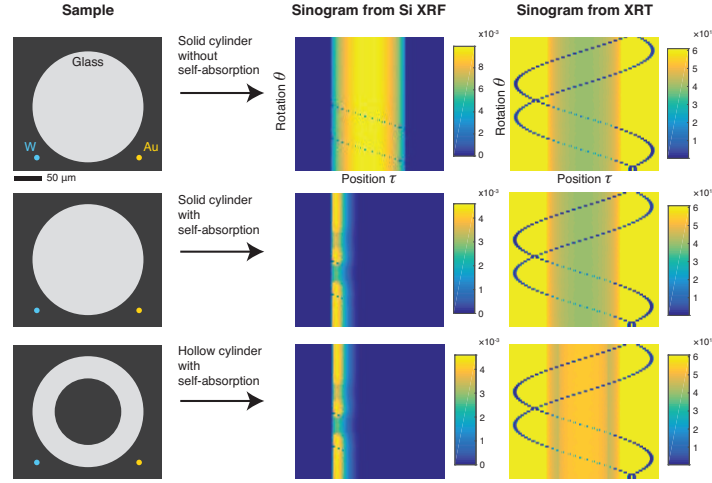 Sample
Sinogram from Si XRF
Sinogram from XRT
Glass
W
Au
50 µm
Solid cylinder
without
self-absorption
Rotation θ
Position τ
×10⁻³
8
6
4
2
0
Rotation θ
Position τ
×10¹
6
5
4
3
2
1
Solid cylinder
with
self-absorption
×10⁻³
4
3
2
1
0
×10¹
6
5
4
3
2
1
Hollow cylinder
with
self-absorption
×10⁻³
4
3
2
1
0
×10¹
6
5
4
3
2
1